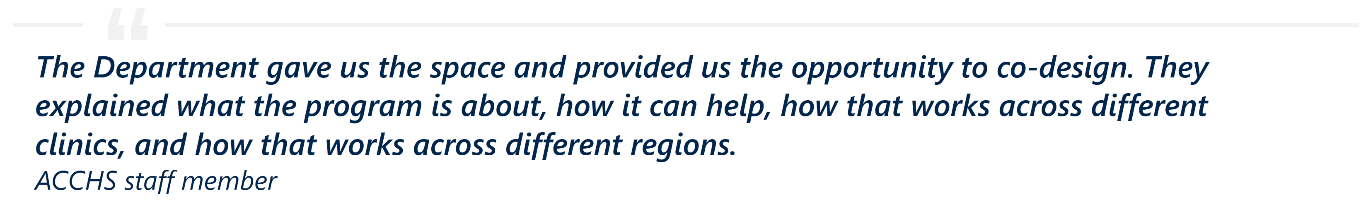 “
The Department gave us the space and provided us the opportunity to co-design. They
explained what the program is about, how it can help, how that works across different
clinics, and how that works across different regions.
ACCHS staff member